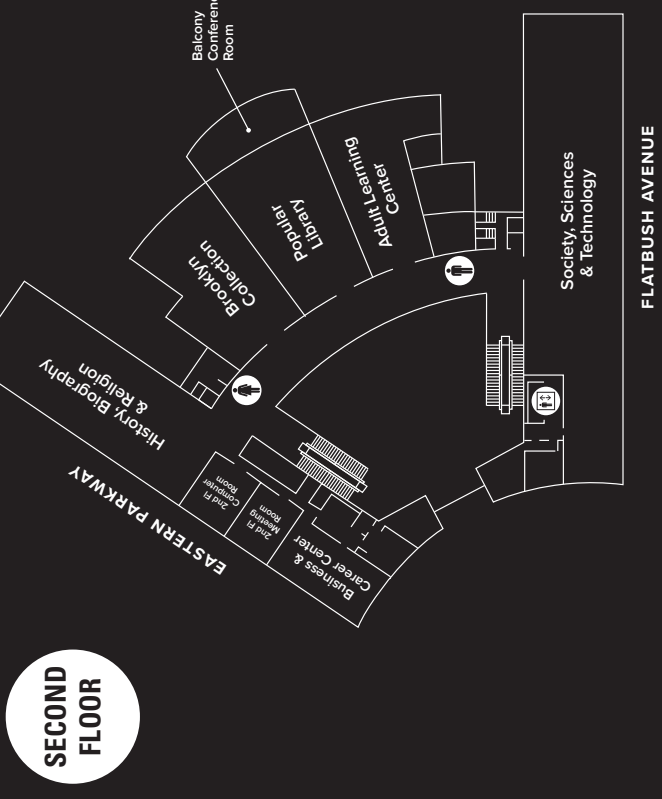 Balcony
Conferenc
Room
Brooklyn
Collection
Popular
Library
Adult Learning
Center
History, Biography
& Religion
2nd Fl
Computer
Room
2nd Fl
Meeting
Room
Business &
Career Center
Society, Sciences
& Technology
EASTERN PARKWAY
FLATBUSH AVENUE
SECOND
FLOOR